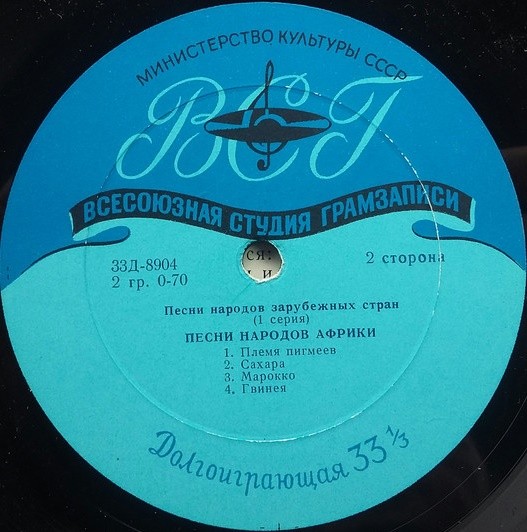 МИНИСТЕРСТВО КУЛЬТУРЫ СССР
ВСГ
ВСЕСОЮЗНАЯ СТУДИЯ ГРАМЗАПИСИ
33Д-8904
2 гр. 0-70
2 сторона
Песни народов зарубежных стран
(1 серия)
ПЕСНИ НАРОДОВ АФРИКИ
1. Племя пигмеев
2. Сахара
3. Марокко
4. Гвинея
Долгоиграющая 33 1/3